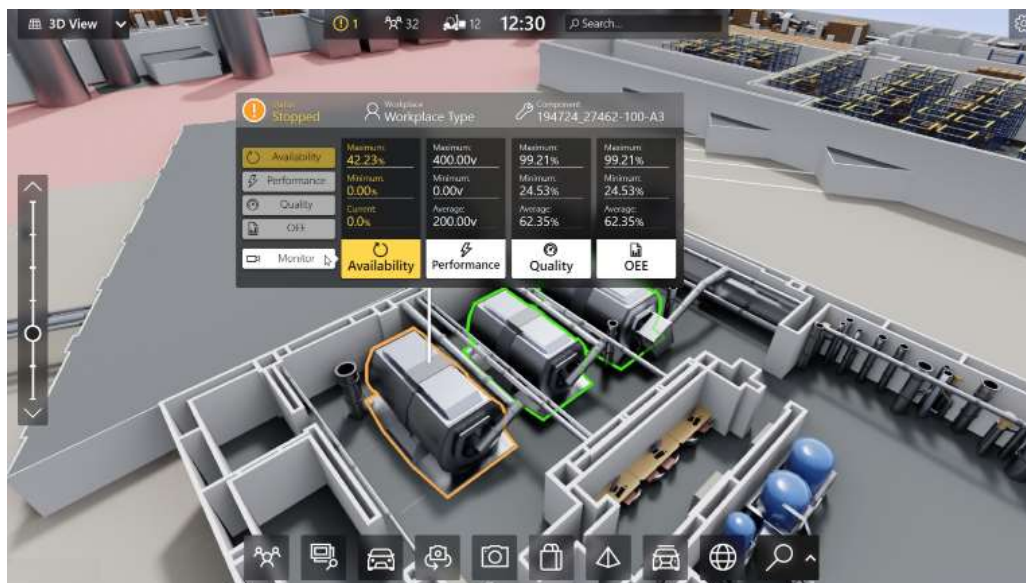 3D View
1
32
12
12:30
Search...
Status
Stopped
Workplace
Workplace Type
Component
194724_27462-100-A3
Availability
Performance
Quality
OEE
Monitor
Maximum:
42.23%
Minimum:
0.00%
Current:
0.0%
Availability
Maximum:
400.00v
Minimum:
0.00v
Average:
200.00v
Performance
Maximum:
99.21%
Minimum:
24.53%
Average:
62.35%
Quality
Maximum:
99.21%
Minimum:
24.53%
Average:
62.35%
OEE